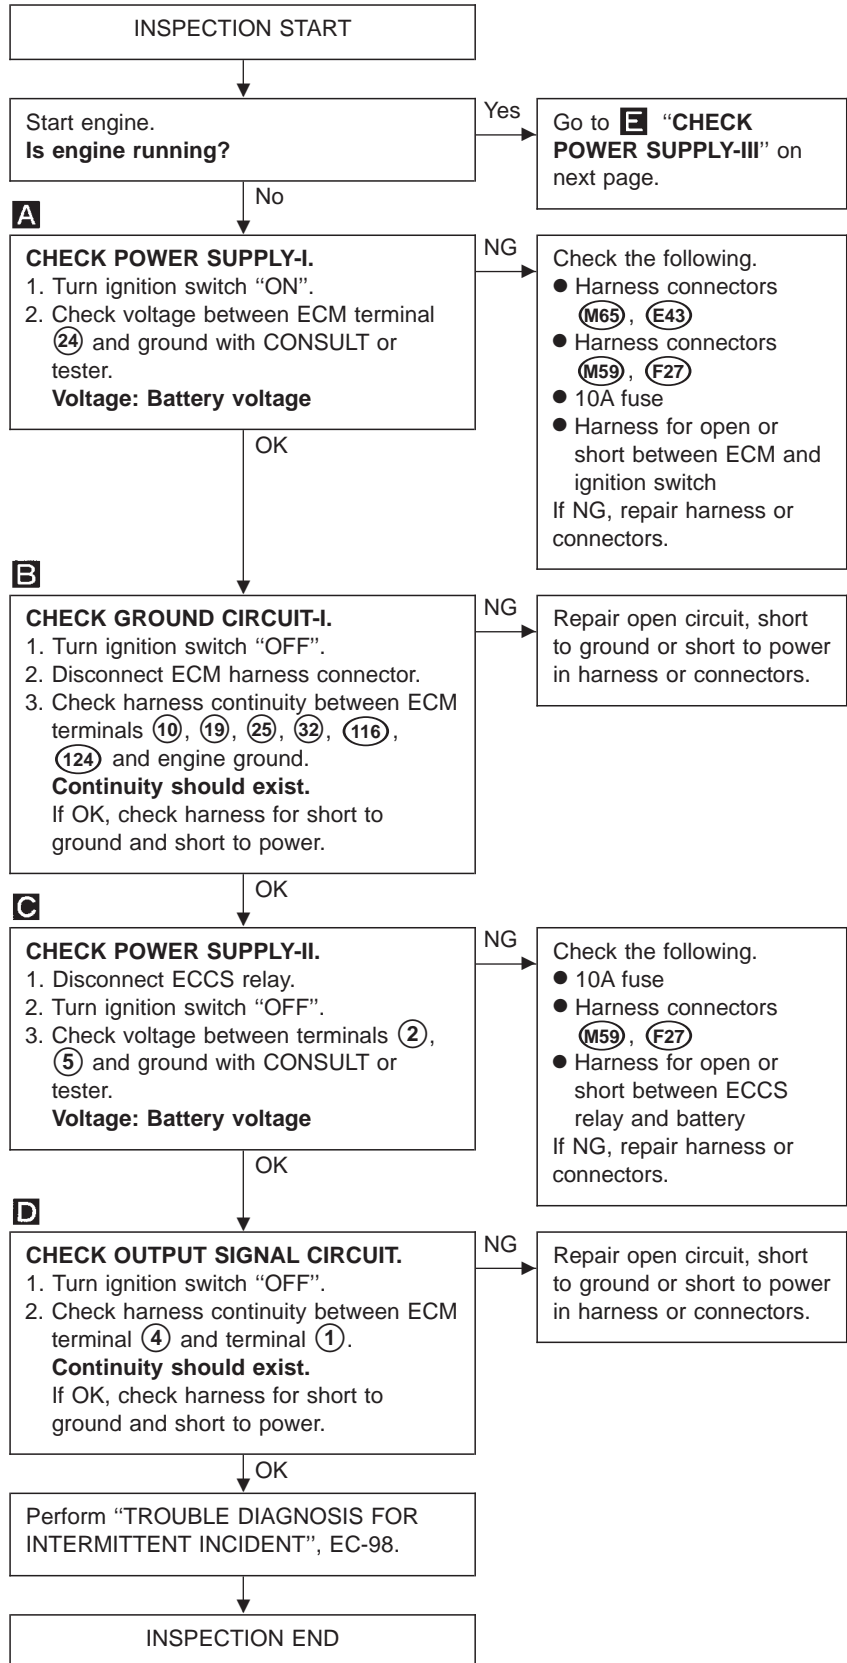 INSPECTION START
Start engine.
Is engine running?
Yes
Go to E “CHECK
POWER SUPPLY-III” on
next page.
No
A
CHECK POWER SUPPLY-I.
1. Turn ignition switch “ON”.
2. Check voltage between ECM terminal
24 and ground with CONSULT or
tester.
Voltage: Battery voltage
NG
Check the following.
● Harness connectors
M65, E43
● Harness connectors
M59, F27
● 10A fuse
● Harness for open or
short between ECM and
ignition switch
If NG, repair harness or
connectors.
OK
B
CHECK GROUND CIRCUIT-I.
1. Turn ignition switch “OFF”.
2. Disconnect ECM harness connector.
3. Check harness continuity between ECM
terminals 10, 19, 25, 32, 116,
124 and engine ground.
Continuity should exist.
If OK, check harness for short to
ground and short to power.
NG
Repair open circuit, short
to ground or short to power
in harness or connectors.
OK
C
CHECK POWER SUPPLY-II.
1. Disconnect ECCS relay.
2. Turn ignition switch “OFF”.
3. Check voltage between terminals 2,
5 and ground with CONSULT or
tester.
Voltage: Battery voltage
NG
Check the following.
● 10A fuse
● Harness connectors
M59, F27
● Harness for open or
short between ECCS
relay and battery
If NG, repair harness or
connectors.
OK
D
CHECK OUTPUT SIGNAL CIRCUIT.
1. Turn ignition switch “OFF”.
2. Check harness continuity between ECM
terminal 4 and terminal 1.
Continuity should exist.
If OK, check harness for short to
ground and short to power.
NG
Repair open circuit, short
to ground or short to power
in harness or connectors.
OK
Perform “TROUBLE DIAGNOSIS FOR
INTERMITTENT INCIDENT”, EC-98.
INSPECTION END